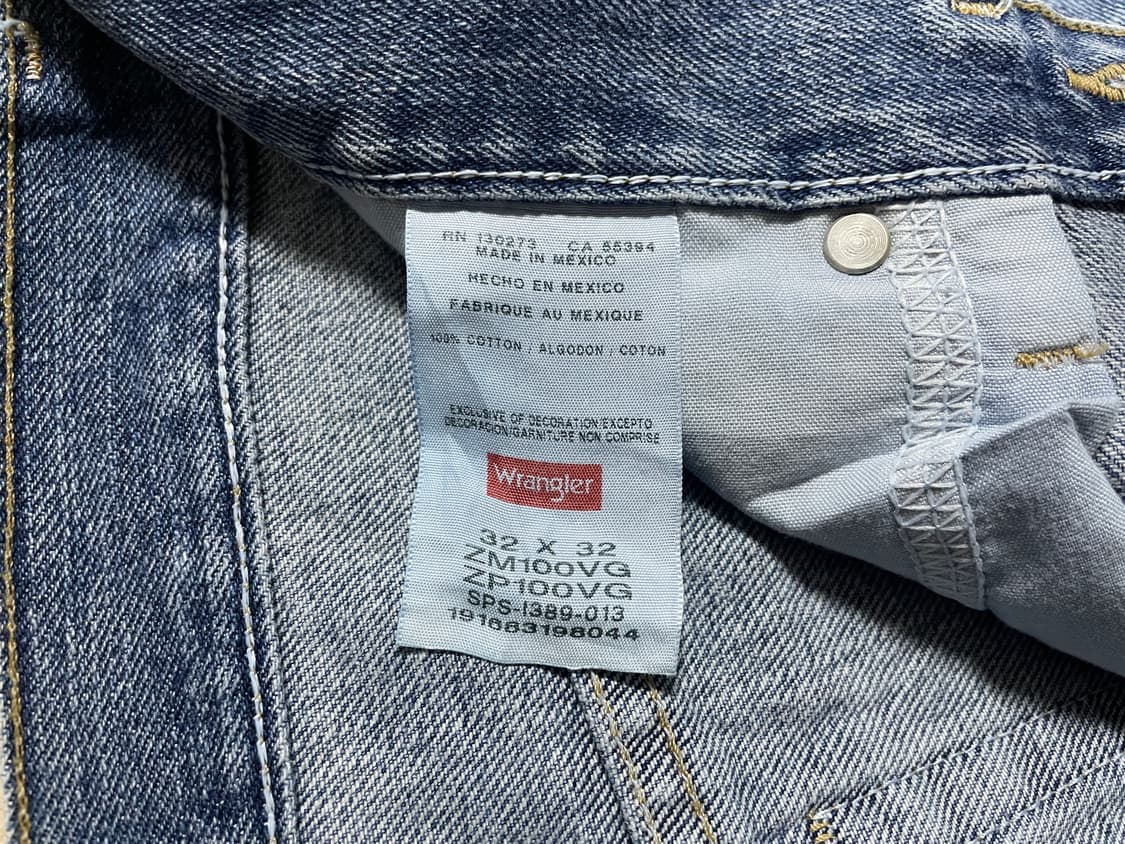 RN 130273 CA 55394
MADE IN MEXICO
HECHO EN MEXICO
FABRIQUE AU MEXIQUE
100% COTTON . ALGODON . COTON
EXCLUSIVE OF DECORATION/EXCEPTO
DECORACION/GARNITURE NON COMPRISE
Wrangler
32 X 32
ZM100VG
ZP100VG
SPS-1389-013
191683198044